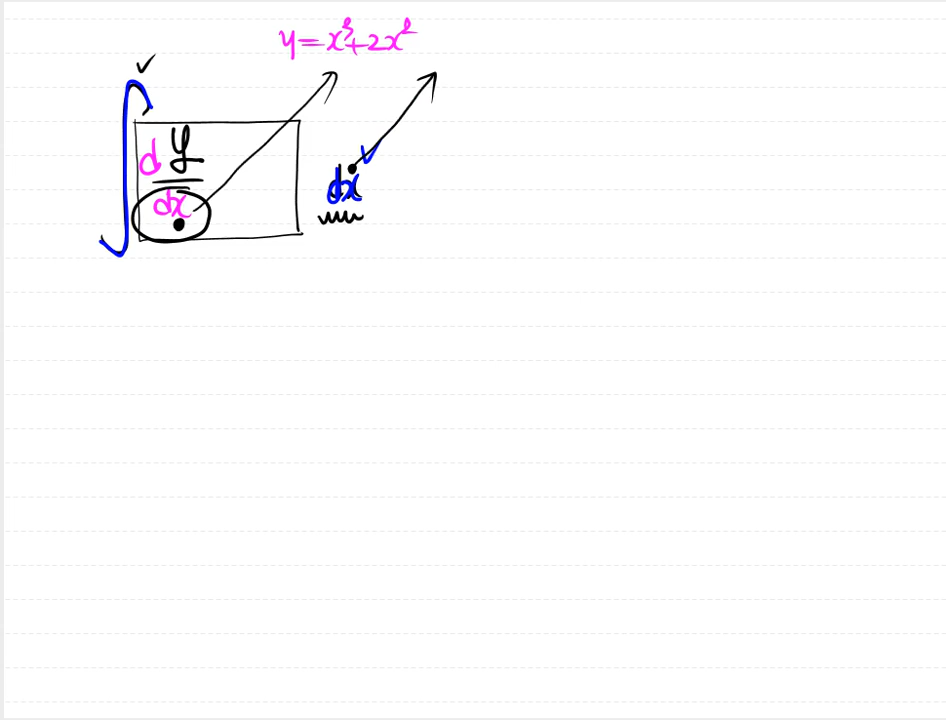 y=x³+2x²
∫ dy/dx dx